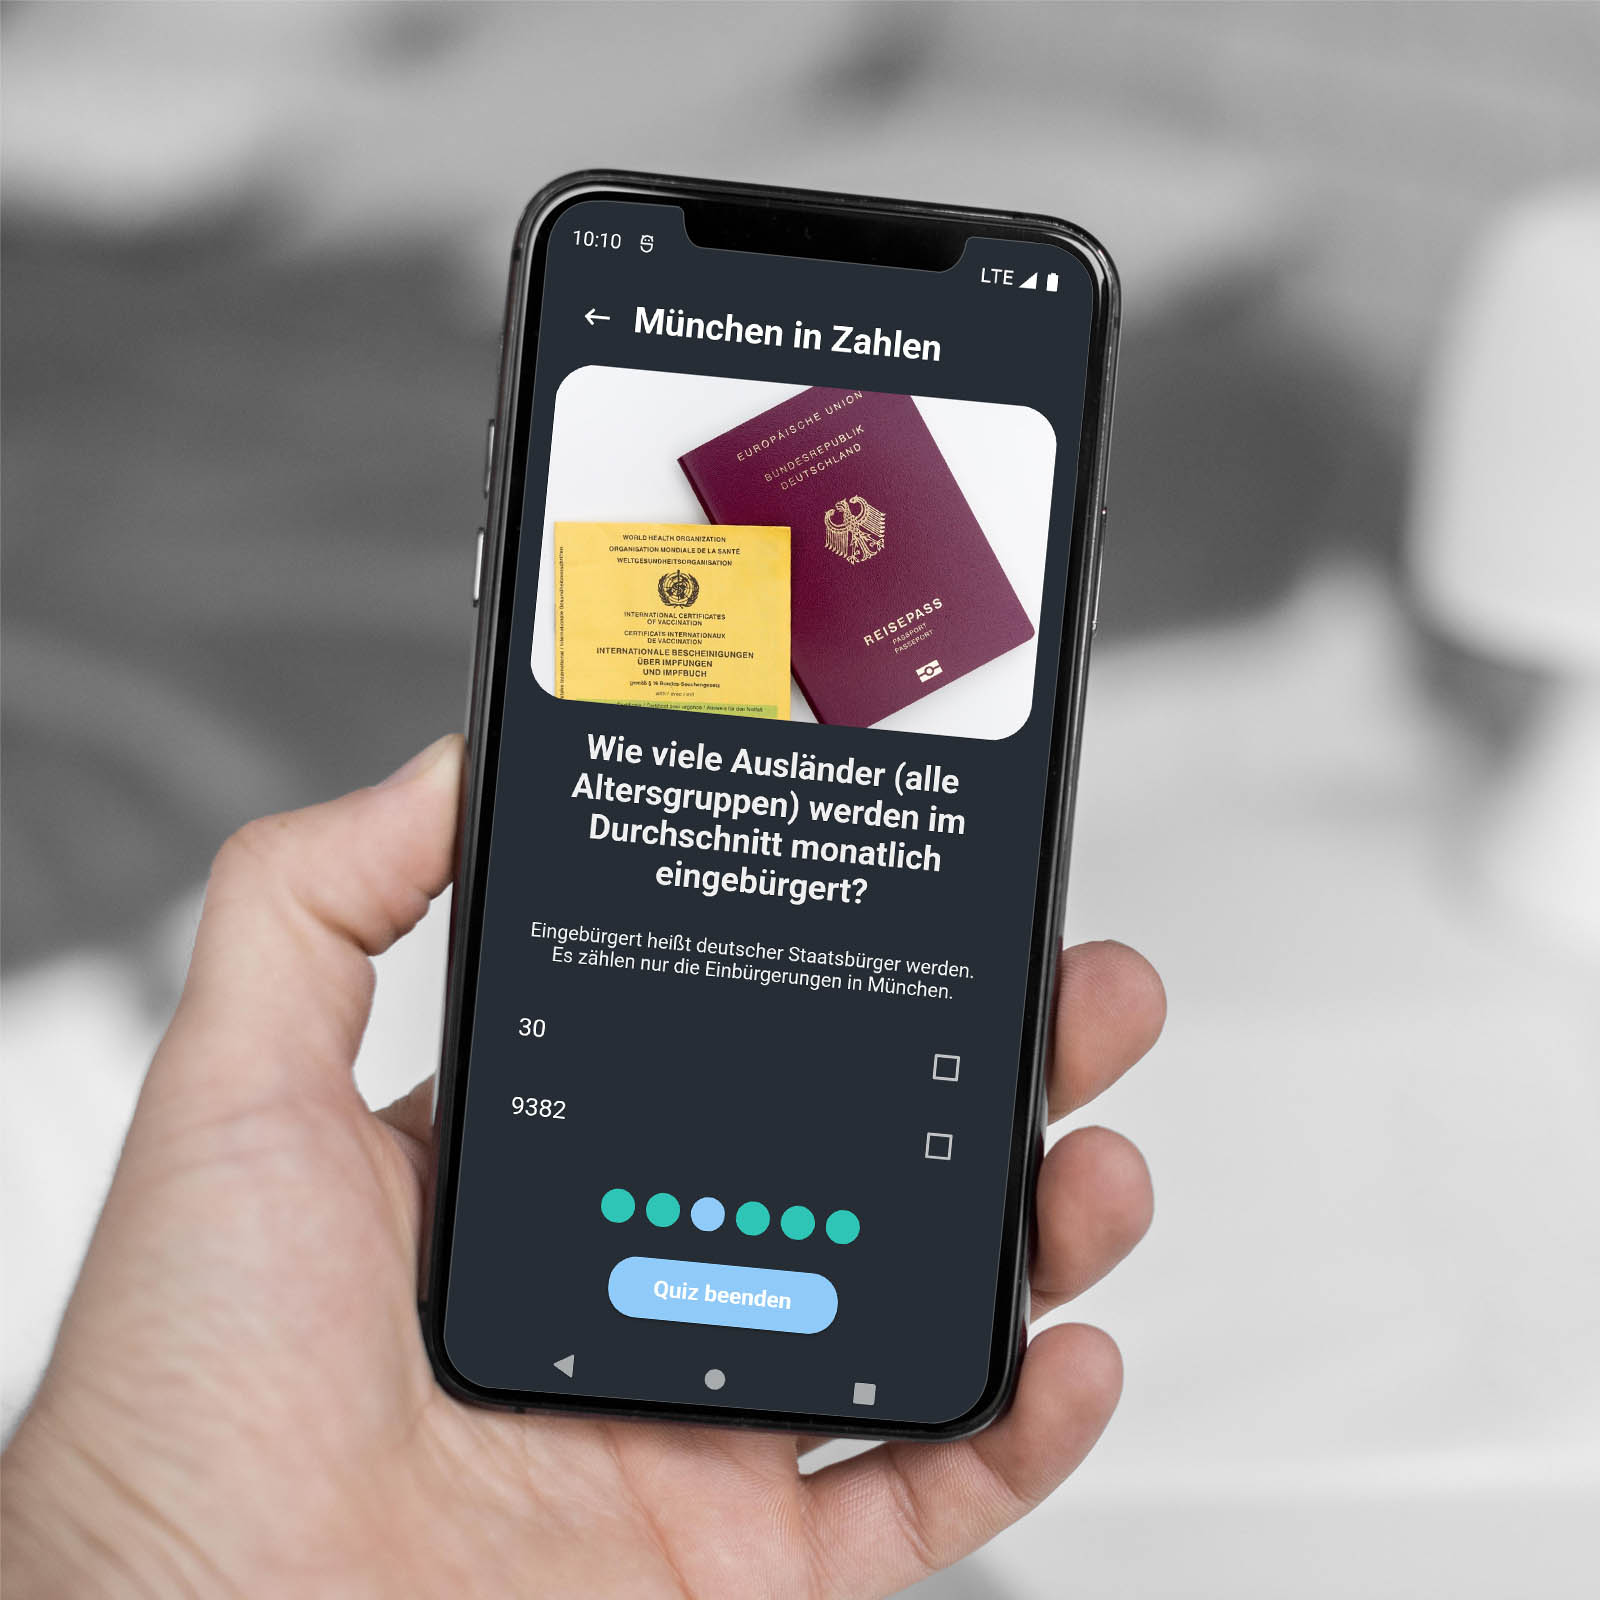 10:10
LTE
München in Zahlen
EUROPÄISCHE UNION
BUNDESREPUBLIK
DEUTSCHLAND
REISEPASS
PASSPORT
PASSEPORT
WORLD HEALTH ORGANIZATION
ORGANISATION MONDIALE DE LA SANTÉ
WELTGESUNDHEITSORGANISATION
INTERNATIONAL CERTIFICATES
OF VACCINATION
CERTIFICATS INTERNATIONAUX
DE VACCINATION
INTERNATIONALE BESCHEINIGUNGEN
ÜBER IMPFUNGEN
UND IMPFBUCH
Wie viele Ausländer (alle
Altersgruppen) werden im
Durchschnitt monatlich
eingebürgert?
Eingebürgert heißt deutscher Staatsbürger werden.
Es zählen nur die Einbürgerungen in München.
30
9382
Quiz beenden